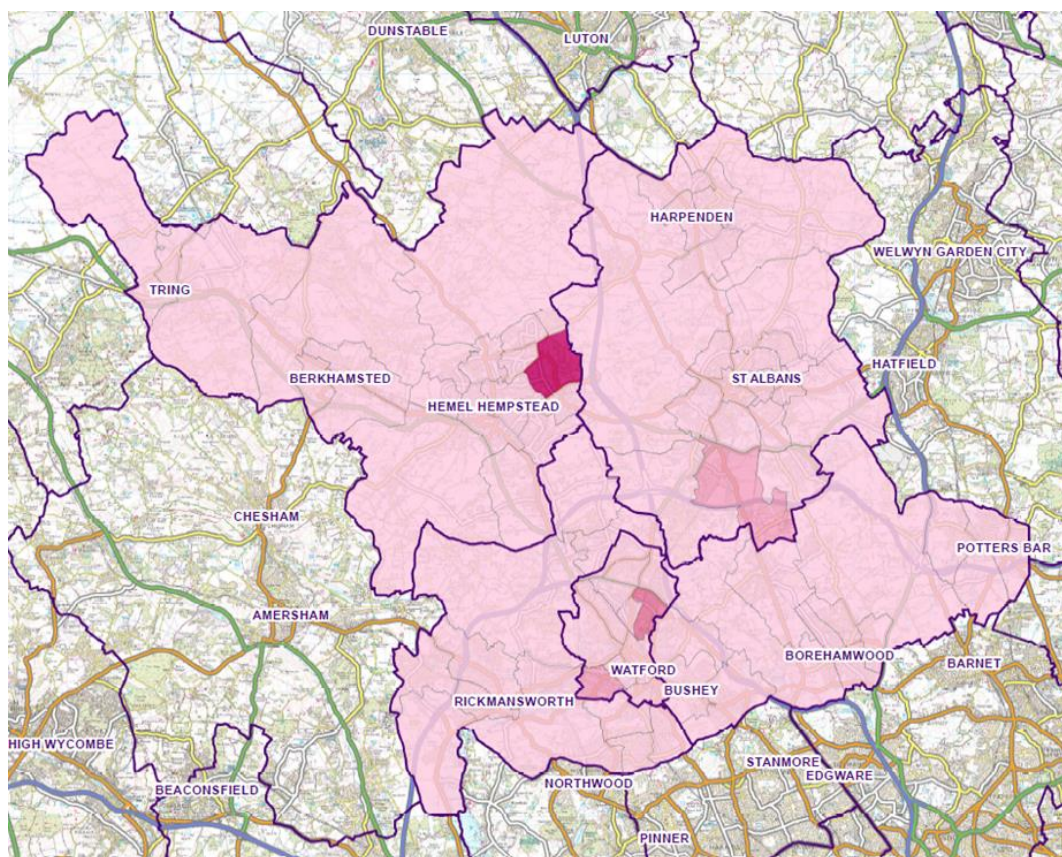 DUNSTABLE
LUTON
HARPENDEN
WELWYN GARDEN CITY
TRING
HATFIELD
BERKHAMSTED
ST ALBANS
HEMEL HEMPSTEAD
CHESHAM
POTTERS BAR
AMERSHAM
BOREHAMWOOD
BARNET
WATFORD
BUSHEY
RICKMANSWORTH
HIGH WYCOMBE
STANMORE
EDGWARE
BEACONSFIELD
NORTHWOOD
PINNER